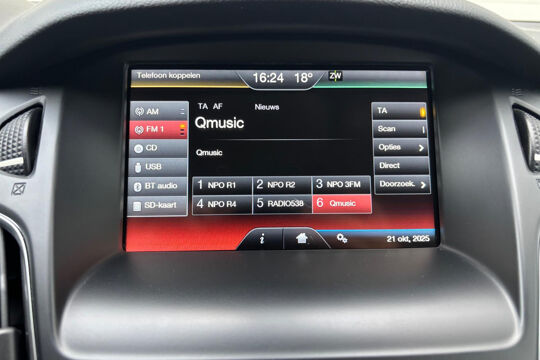 Telefoon koppelen
16:24 18° ZW
TA AF Nieuws
Qmusic
Qmusic
AM
FM 1
CD
USB
BT audio
SD-kaart
1 NPO R1 2 NPO R2 3 NPO 3FM
4 NPO R4 5 RADIO538 6 Qmusic
TA
Scan
Opties
Direct
Doorzoek.
i
21 okt, 2025